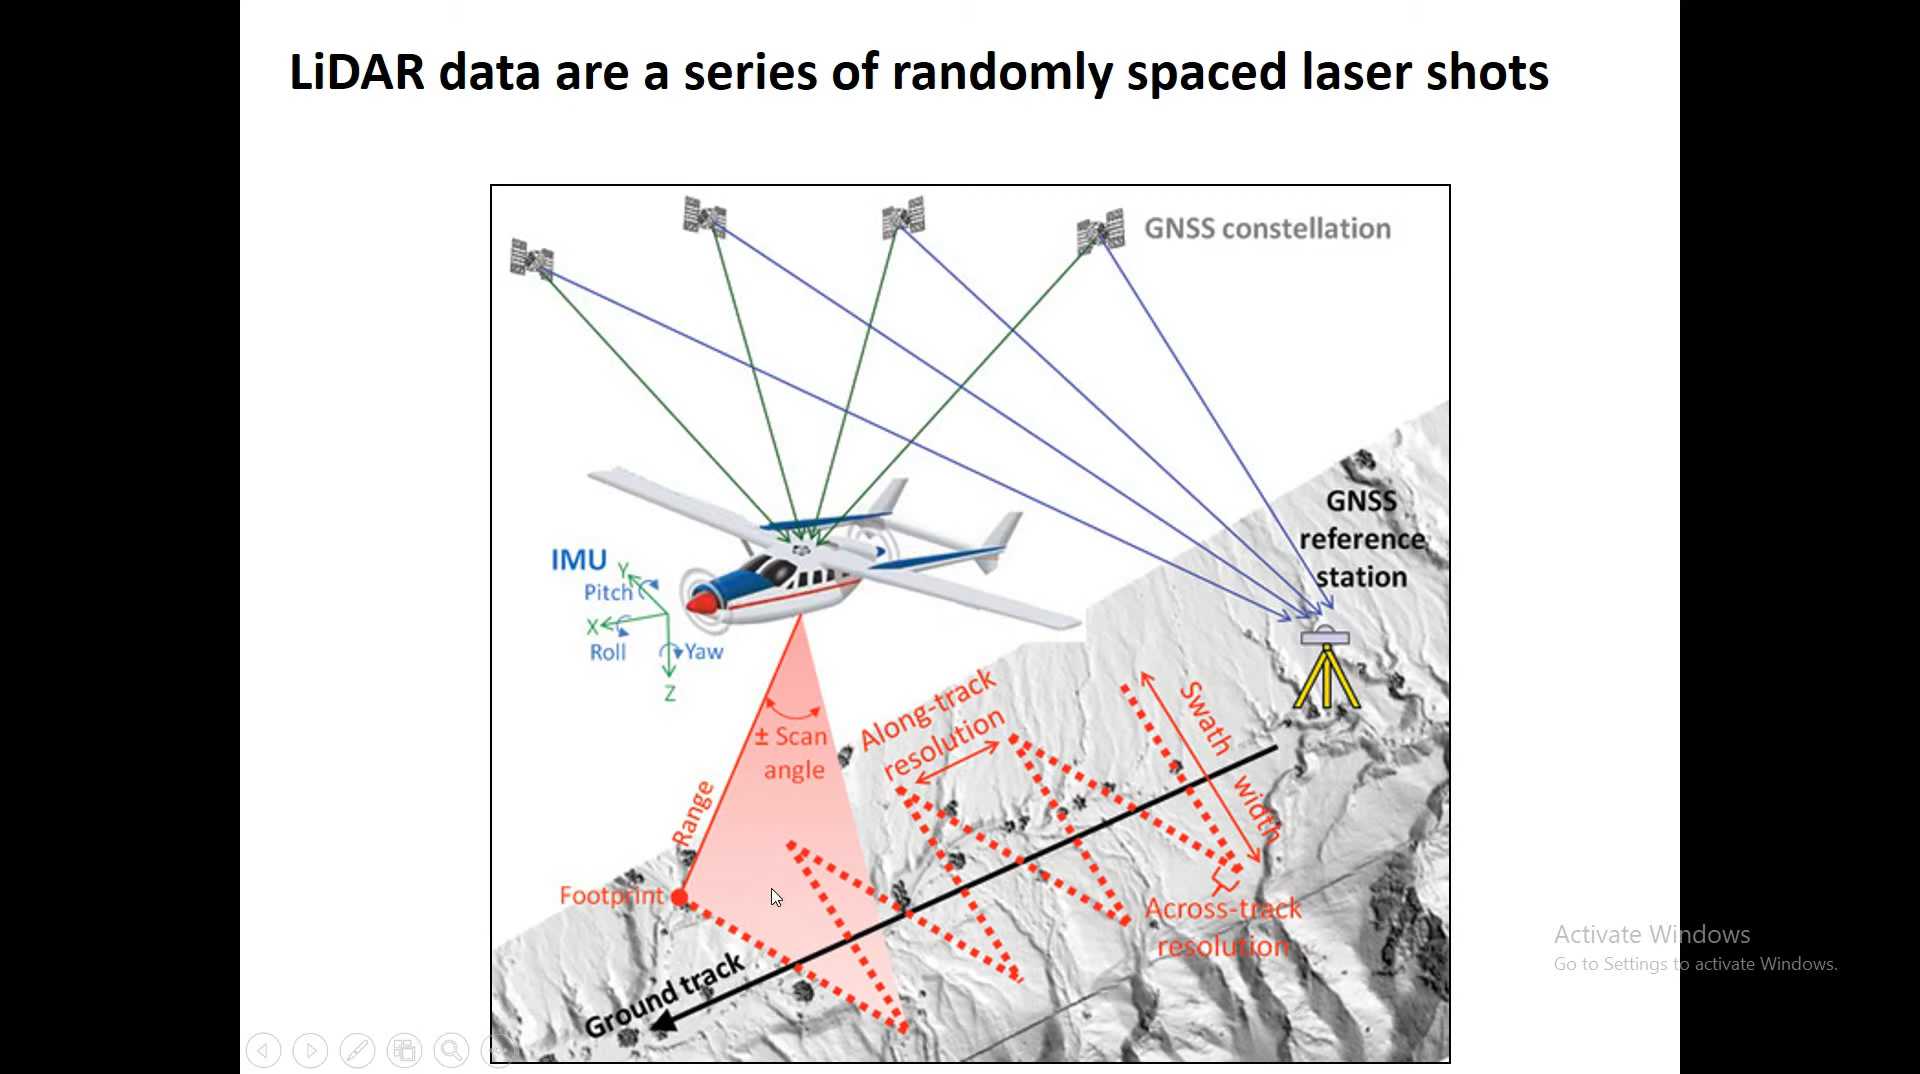 LiDAR data are a series of randomly spaced laser shots
GNSS constellation
GNSS
reference
station
IMU
Y
Pitch
X
Roll
Yaw
Z
± Scan
angle
Along-track
resolution
Swath width
Range
Footprint
Across-track
resolution
Ground track
Activate Windows
Go to Settings to activate Windows.